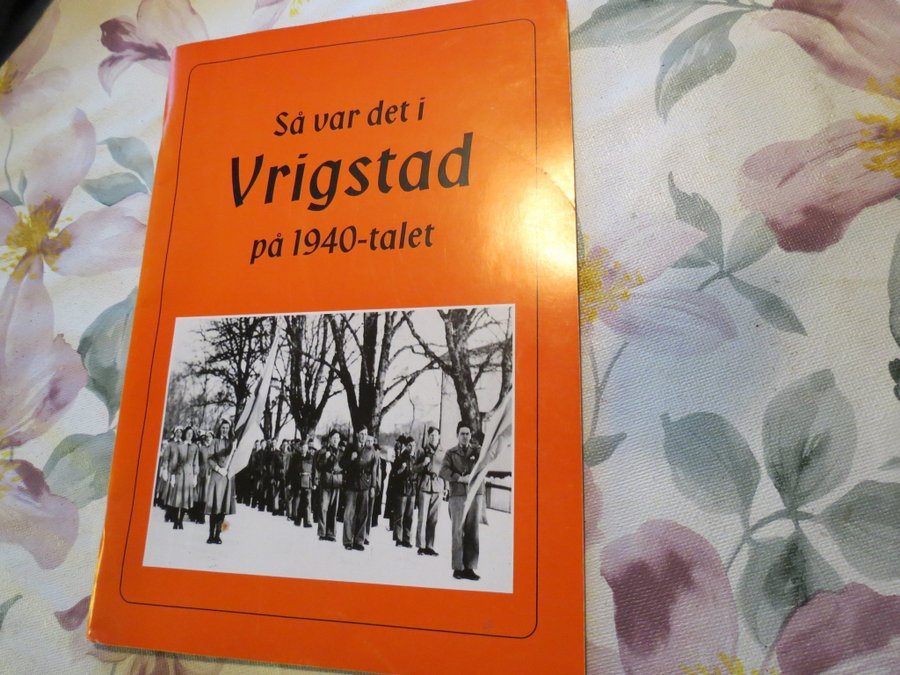 Så var det i
Vrigstad
på 1940-talet